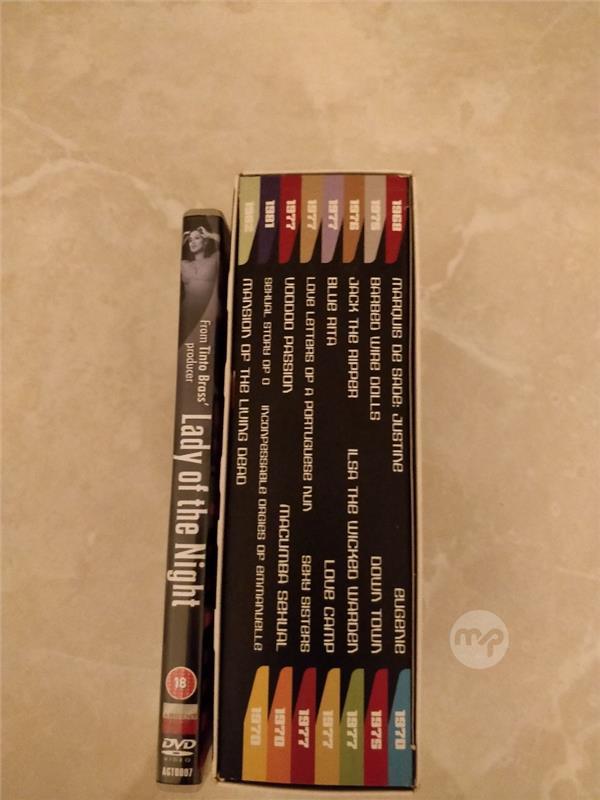 From Tinto Brass'
producer
Lady of the Night
18
DVD
VIDEO
AGT0007
1968 MARQUIS DE SADE: JUSTINE EUGENIE 1970
1975 BARBED WIRE DOLLS DOWN TOWN 1975
1976 JACK THE RIPPER ILSA THE WICKED WARDEN 1977
1977 BLUE RITA LOVE CAMP 1977
1977 LOVE LETTERS OF A PORTUGUESE NUN SEXY SISTERS 1977
1977 VOODOO PASSION MACUMBA SEXUAL 1970
1981 SEXUAL STORY OF O INCONFESSABLE ORGIES OF EMMANUELLE 1970
1982 MANSION OF THE LIVING DEAD
mp